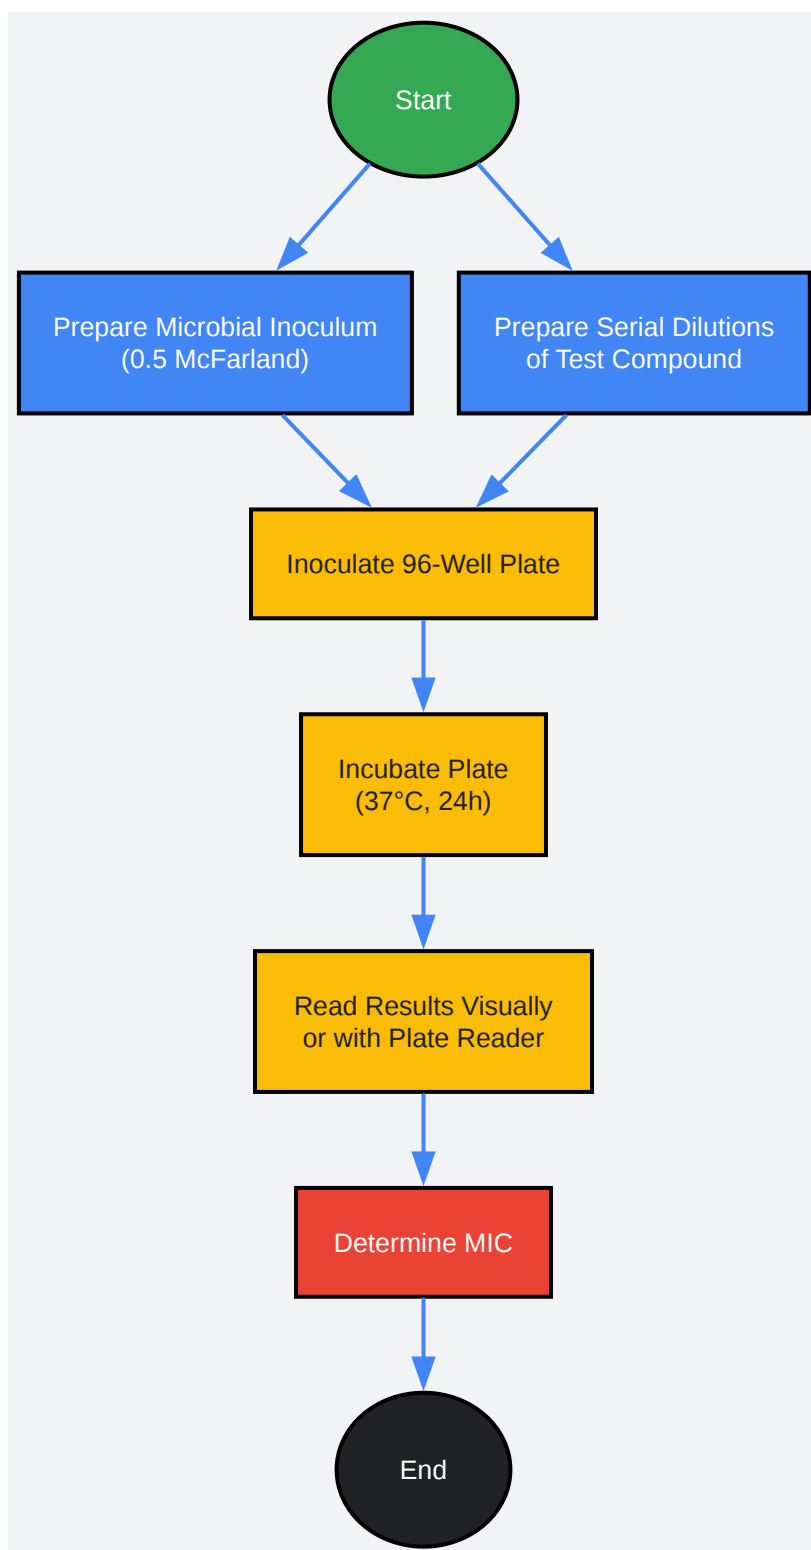 Start
Prepare Microbial Inoculum
(0.5 McFarland)
Prepare Serial Dilutions
of Test Compound
Inoculate 96-Well Plate
Incubate Plate
(37°C, 24h)
Read Results Visually
or with Plate Reader
Determine MIC
End